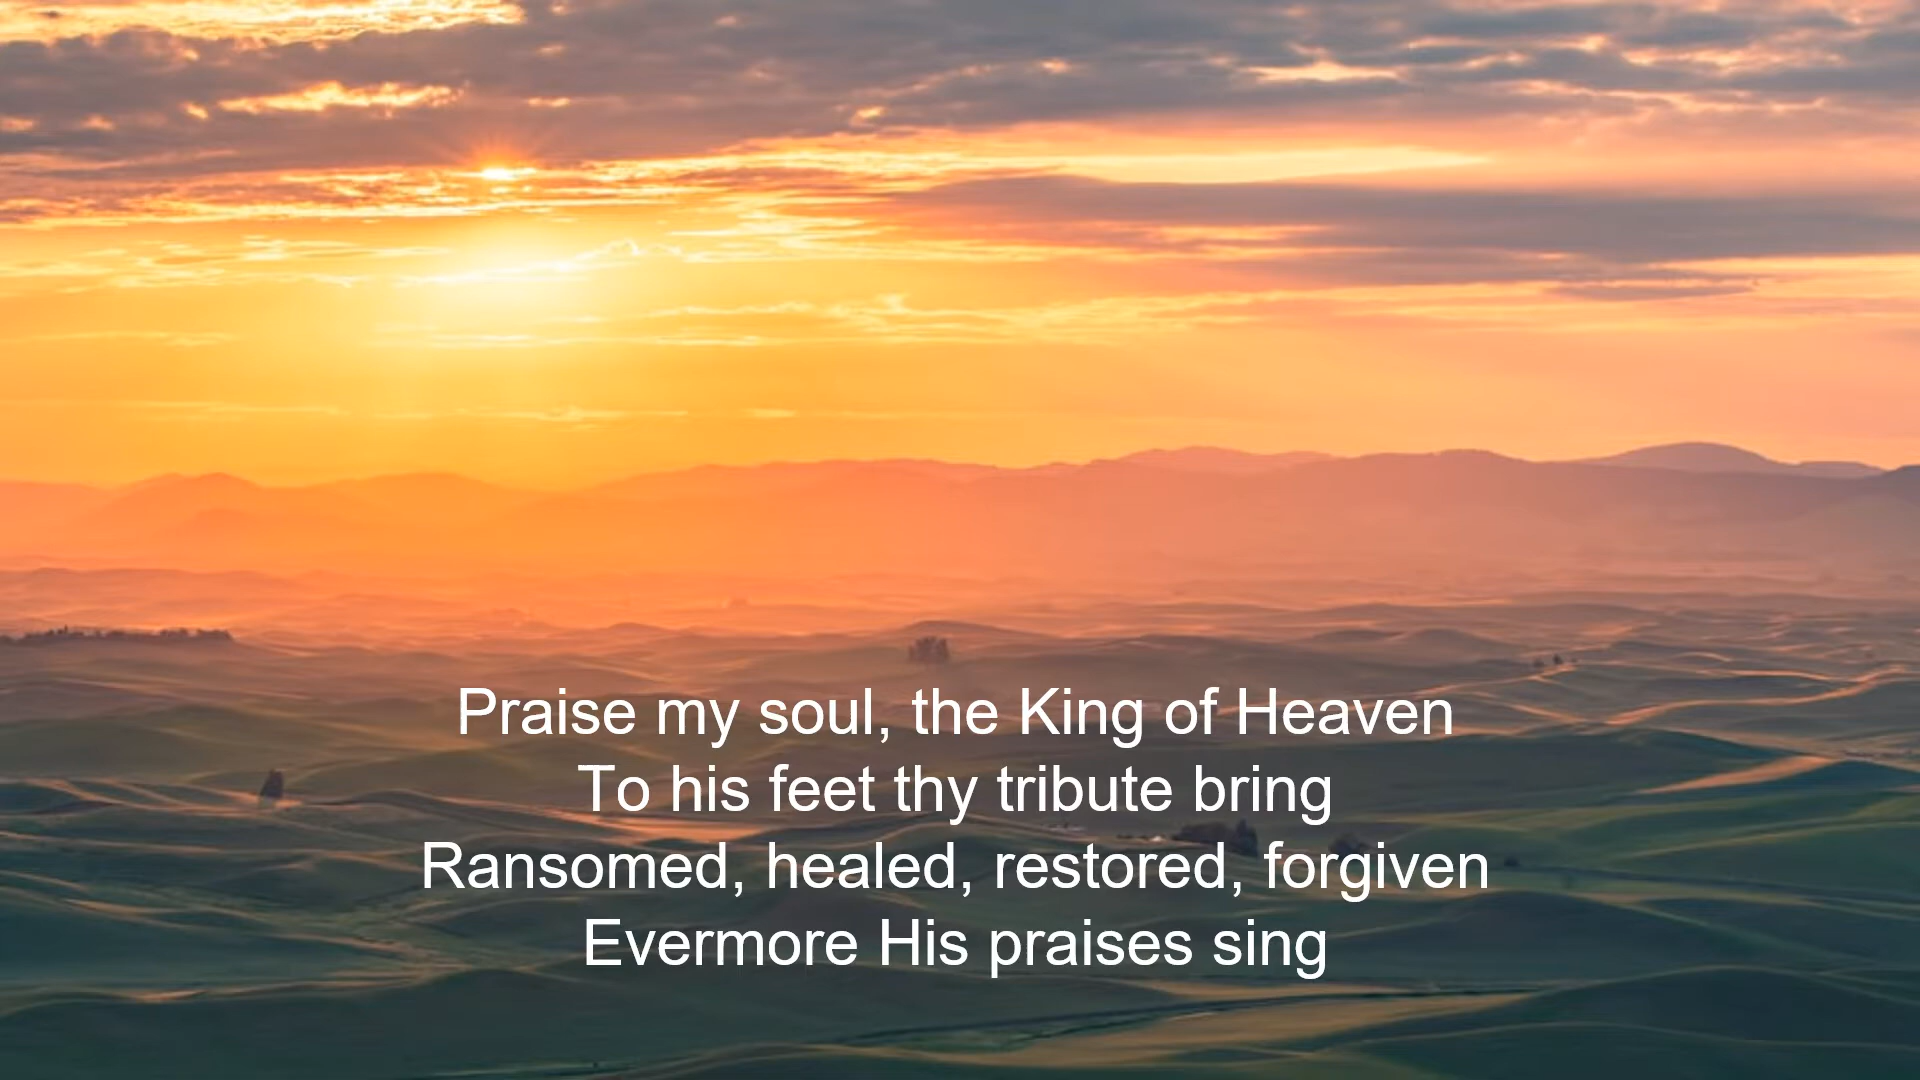 Praise my soul, the King of Heaven
To his feet thy tribute bring
Ransomed, healed, restored, forgiven
Evermore His praises sing